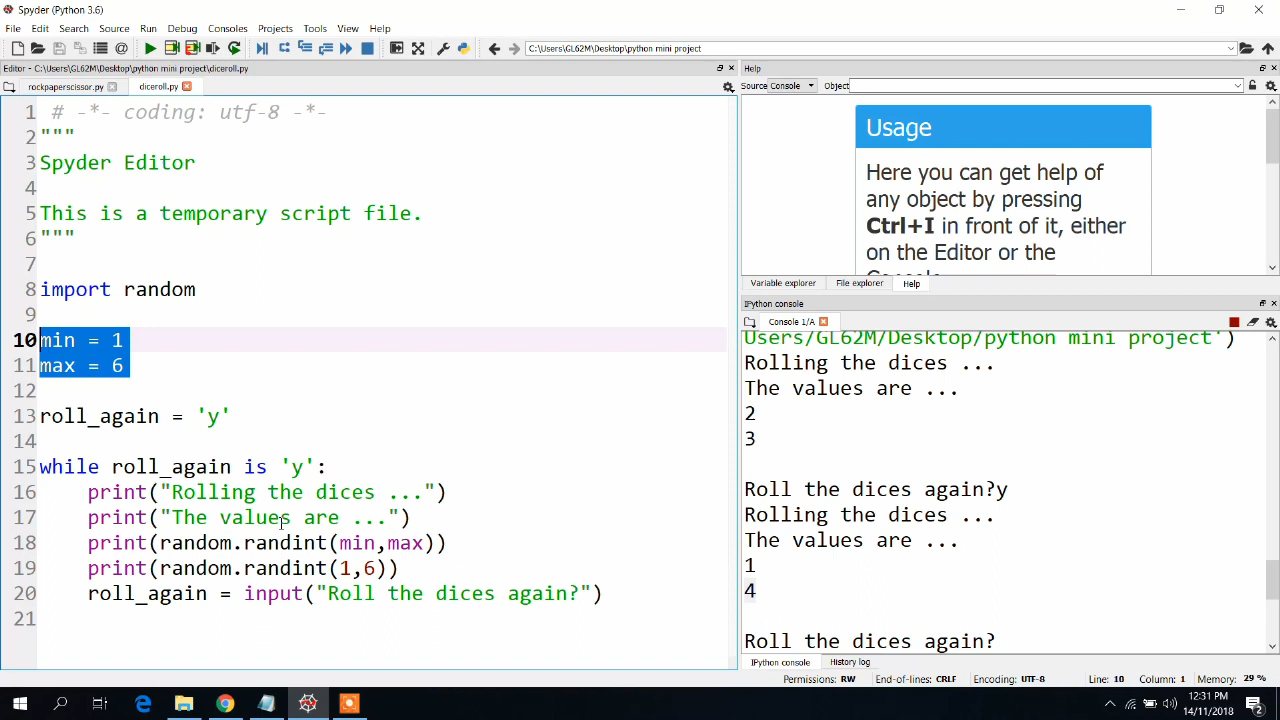 Spyder (Python 3.6)
File Edit Search Source Run Debug Consoles Projects Tools View Help
C:\Users\GL62M\Desktop\python mini project
Editor - C:\Users\GL62M\Desktop\python mini project\diceroll.py
rockpaperscissor.py diceroll.py
1 # -*- coding: utf-8 -*-
2 """
3 Spyder Editor
4
5 This is a temporary script file.
6 """
7
8 import random
9
10 min = 1
11 max = 6
12
13 roll_again = 'y'
14
15 while roll_again is 'y':
16 print("Rolling the dices ...")
17 print("The values are ...")
18 print(random.randint(min,max))
19 print(random.randint(1,6))
20 roll_again = input("Roll the dices again?")
21
Help
Source Console Object
Usage
Here you can get help of
any object by pressing
Ctrl+I in front of it, either
on the Editor or the
Console.
Variable explorer File explorer Help
IPython console
Console 1/A
Users/GL62M/Desktop/python mini project')
Rolling the dices ...
The values are ...
2
3
Roll the dices again?y
Rolling the dices ...
The values are ...
1
4
Roll the dices again?
IPython console History log
Permissions: RW End-of-lines: CRLF Encoding: UTF-8 Line: 10 Column: 1 Memory: 29 %
12:31 PM
14/11/2018
2